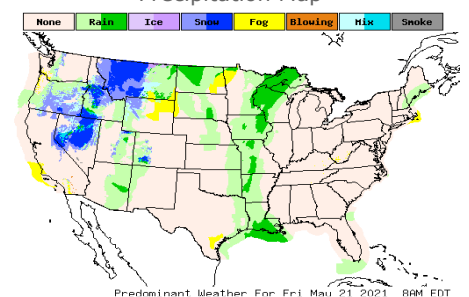 Precipitation Map
None Rain Ice Snow Fog Blowing Mix Smoke
Predominant Weather For Fri May 21 2021 8AM EDT